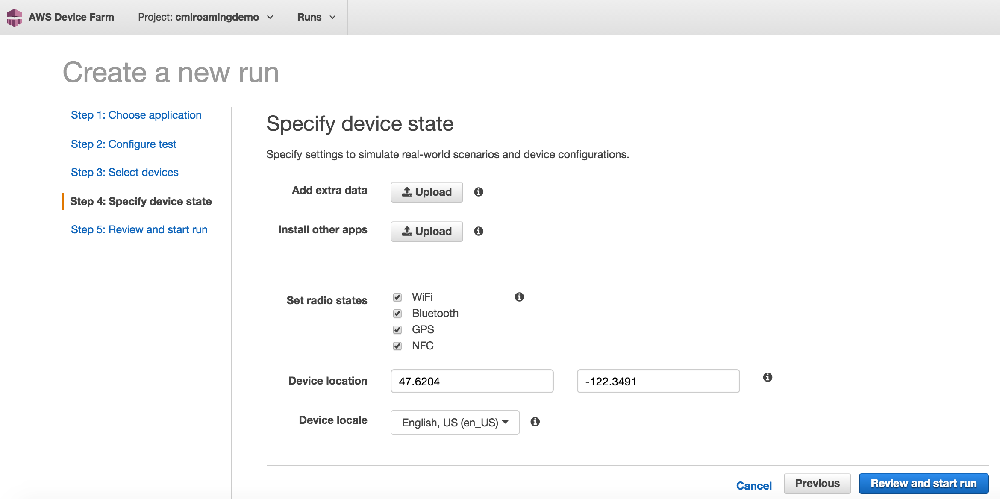 AWS Device Farm
Project: cmiroamingdemo
Runs
Create a new run
Step 1: Choose application
Step 2: Configure test
Step 3: Select devices
Step 4: Specify device state
Step 5: Review and start run
Specify device state
Specify settings to simulate real-world scenarios and device configurations.
Add extra data Upload
Install other apps Upload
Set radio states WiFi
Bluetooth
GPS
NFC
Device location 47.6204 -122.3491
Device locale English, US (en_US)
Cancel Previous Review and start run